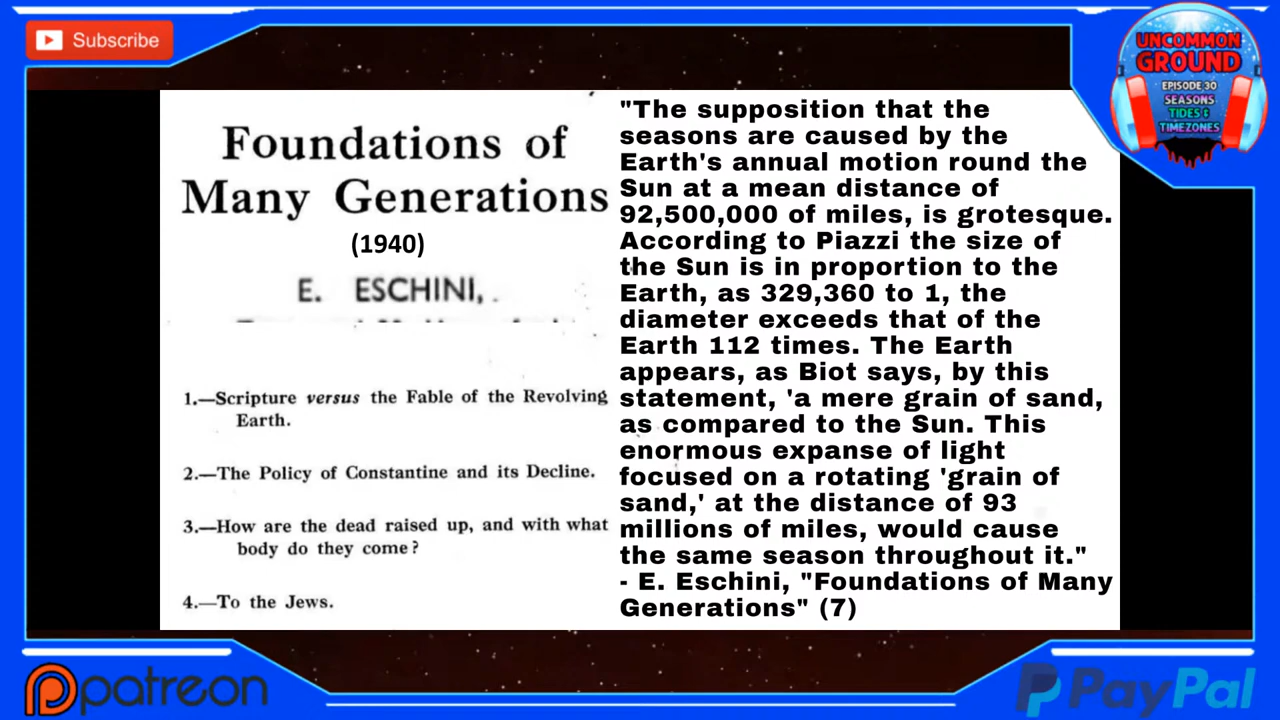 Subscribe
UNCOMMON
GROUND
EPISODE 30
SEASONS
TIDES &
TIMEZONES
Foundations of
Many Generations
(1940)
E. ESCHINI,
1.—Scripture versus the Fable of the Revolving
Earth.
2.—The Policy of Constantine and its Decline.
3.—How are the dead raised up, and with what
body do they come?
4.—To the Jews.
"The supposition that the
seasons are caused by the
Earth's annual motion round the
Sun at a mean distance of
92,500,000 of miles, is grotesque.
According to Piazzi the size of
the Sun is in proportion to the
Earth, as 329,360 to 1, the
diameter exceeds that of the
Earth 112 times. The Earth
appears, as Biot says, by this
statement, 'a mere grain of sand,
as compared to the Sun. This
enormous expanse of light
focused on a rotating 'grain of
sand,' at the distance of 93
millions of miles, would cause
the same season throughout it."
- E. Eschini, "Foundations of Many
Generations" (7)
patreon
PayPal